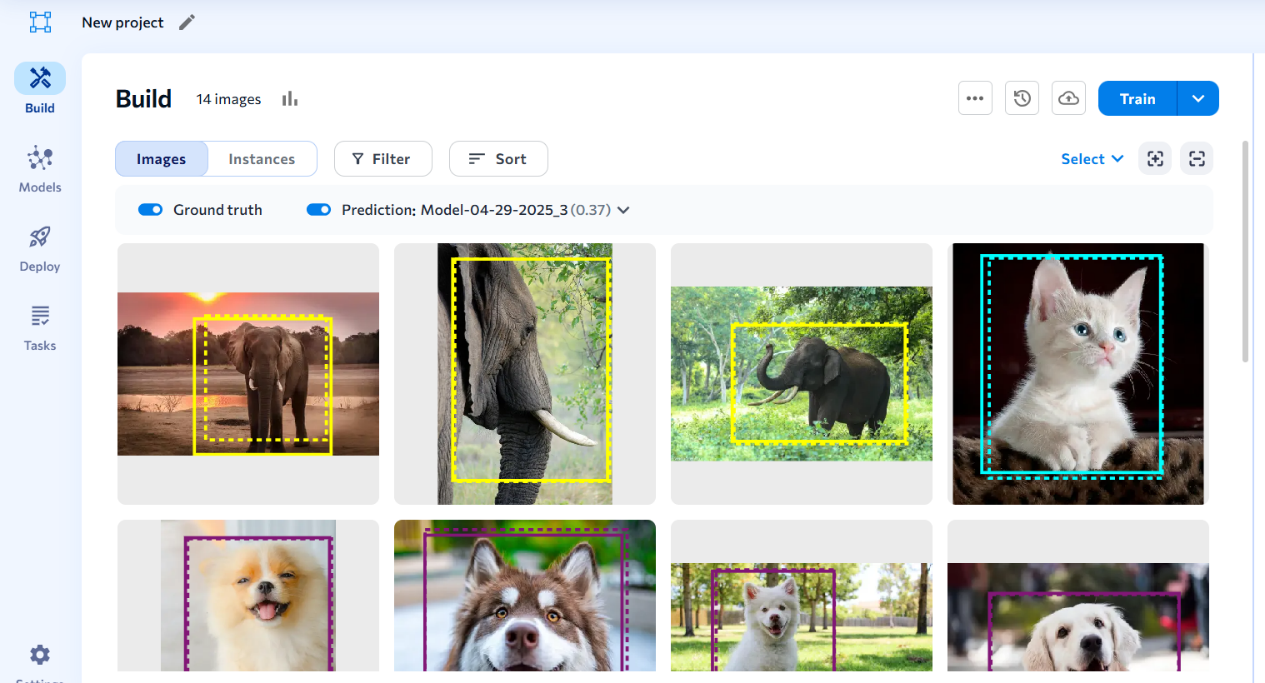 New project
Build
Build 14 images
Train
Images Instances Filter Sort Select
Models
Ground truth Prediction: Model-04-29-2025_3 (0.37)
Deploy
Tasks